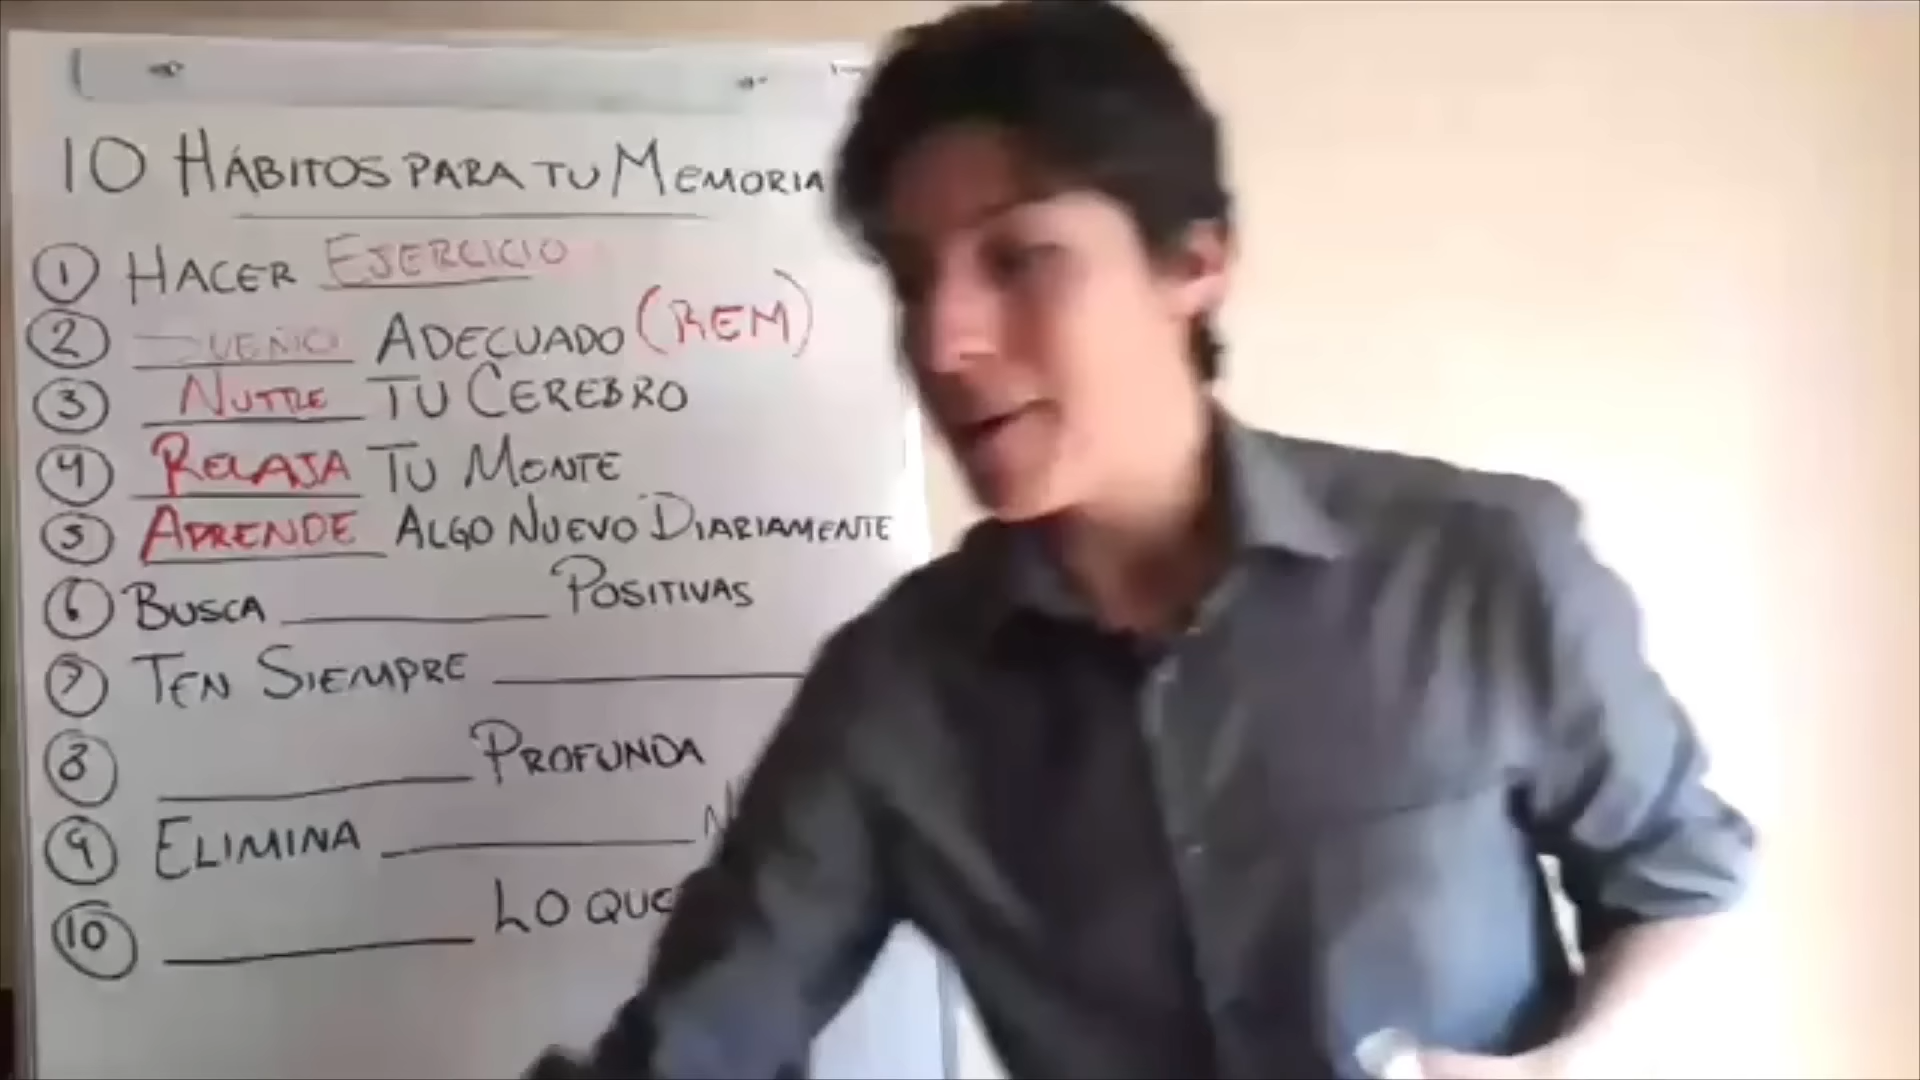 10 HÁBITOS PARA TU MEMORIA
1 HACER EJERCICIO
2 SUEÑO ADECUADO (REM)
3 NUTRE TU CEREBRO
4 RELAJA TU MENTE
5 APRENDE ALGO NUEVO DIARIAMENTE
6 BUSCA POSITIVAS
7 TEN SIEMPRE
8 PROFUNDA
9 ELIMINA
10 LO QUE